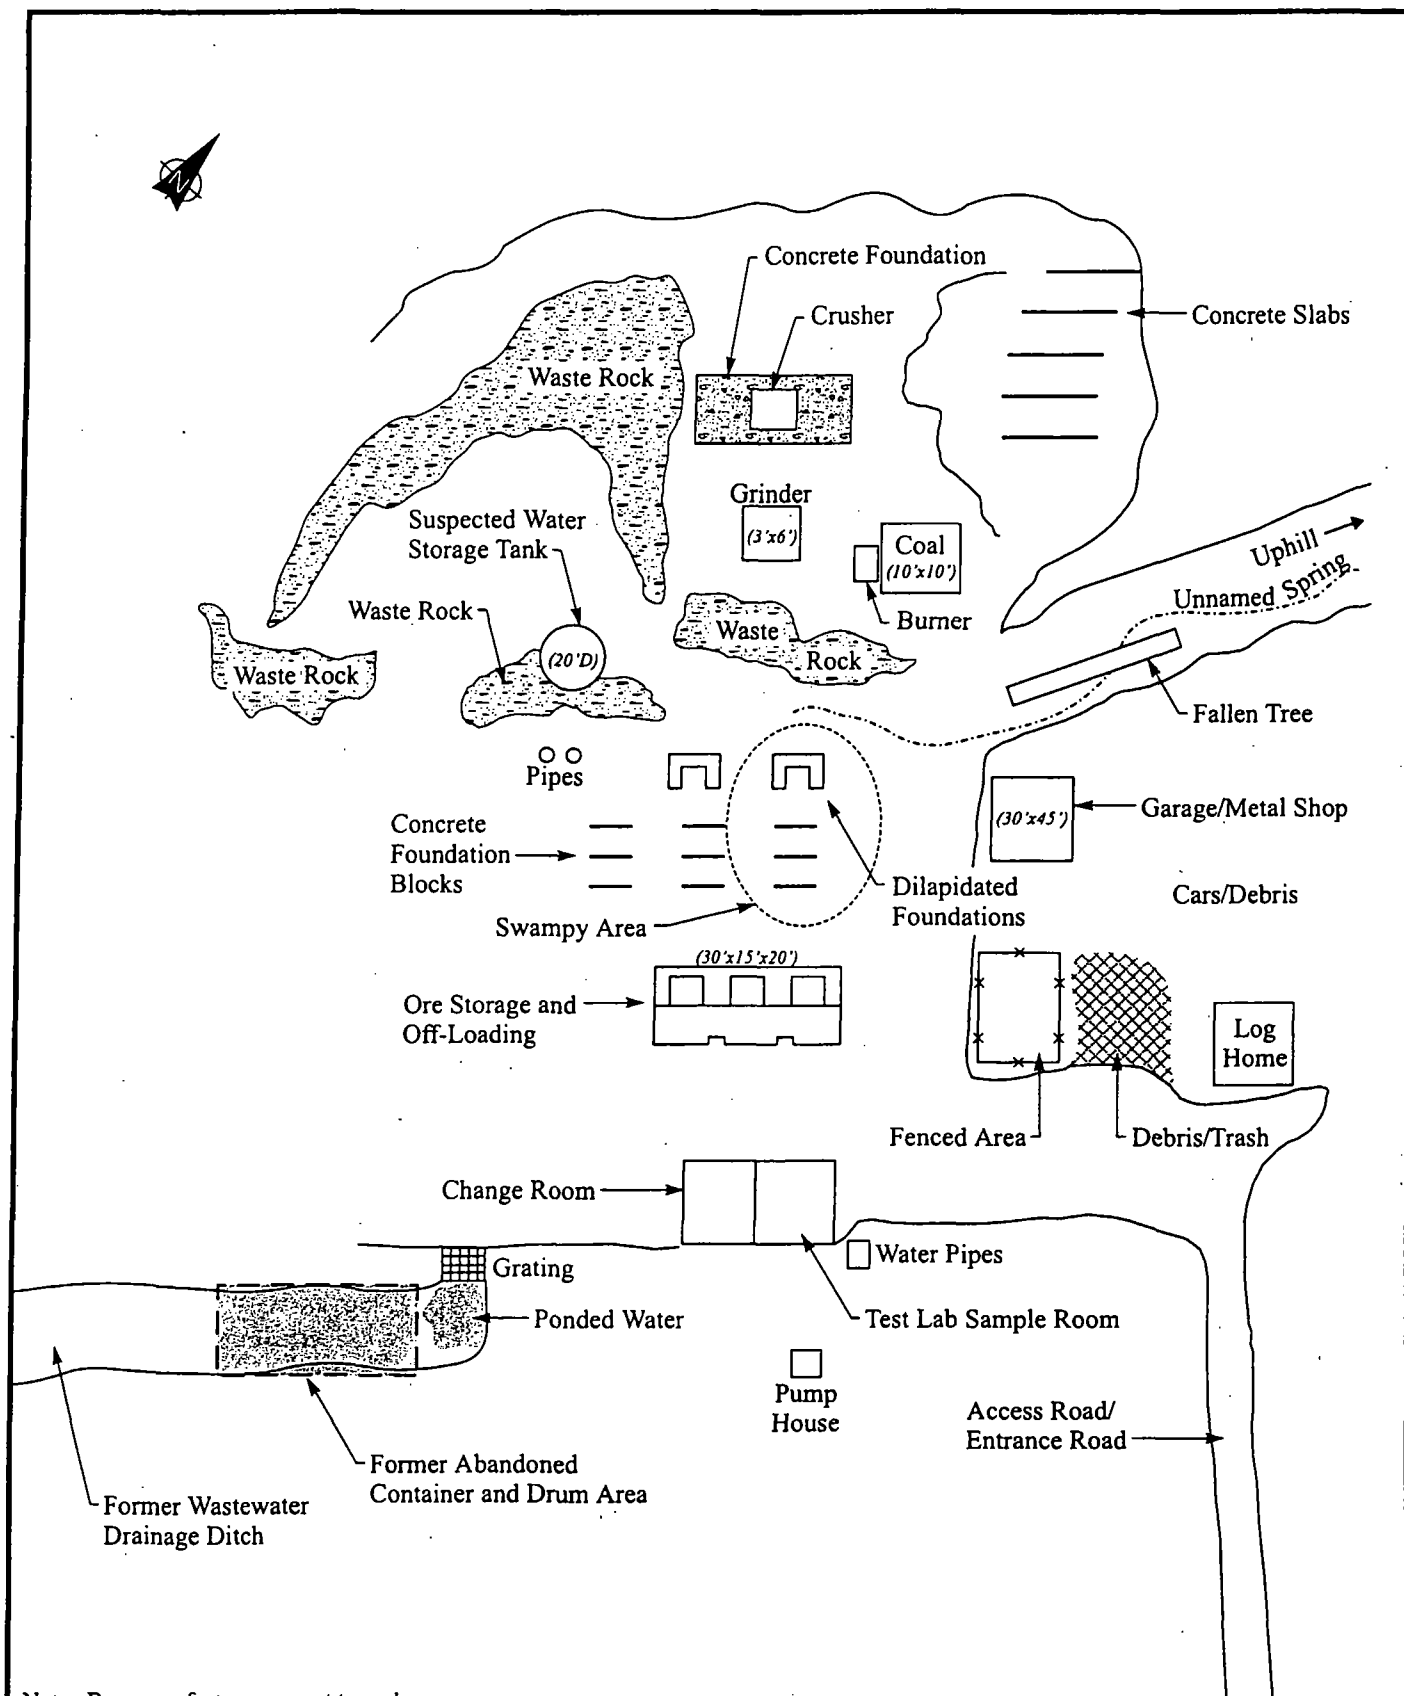 N
Concrete Foundation
Crusher
Concrete Slabs
Waste Rock
Grinder
(3'x6')
Suspected Water
Storage Tank
Coal
(10'x10')
Uphill
Unnamed Spring
Waste Rock
Burner
Waste
Rock
(20'D)
Waste Rock
Fallen Tree
Pipes
Garage/Metal Shop
(30'x45')
Concrete
Foundation
Blocks
Dilapidated
Foundations
Cars/Debris
Swampy Area
(30'x15'x20')
Ore Storage and
Off-Loading
Log
Home
Fenced Area
Debris/Trash
Change Room
Water Pipes
Grating
Ponded Water
Test Lab Sample Room
Pump
House
Access Road/
Entrance Road
Former Abandoned
Container and Drum Area
Former Wastewater
Drainage Ditch